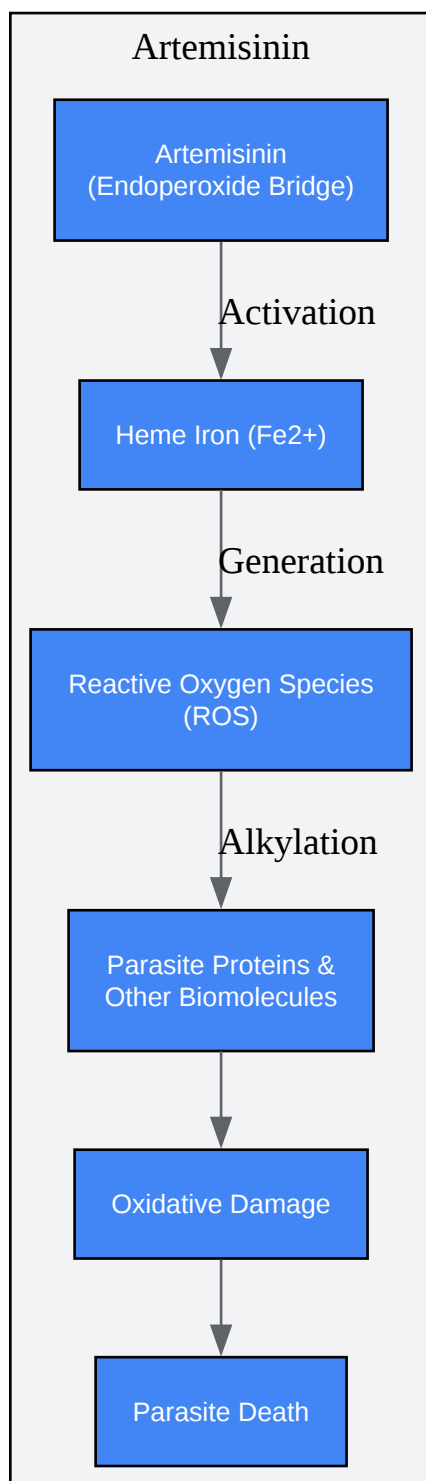 Artemisinin
Artemisinin
(Endoperoxide Bridge)
Activation
Heme Iron (Fe2+)
Generation
Reactive Oxygen Species
(ROS)
Alkylation
Parasite Proteins &
Other Biomolecules
Oxidative Damage
Parasite Death